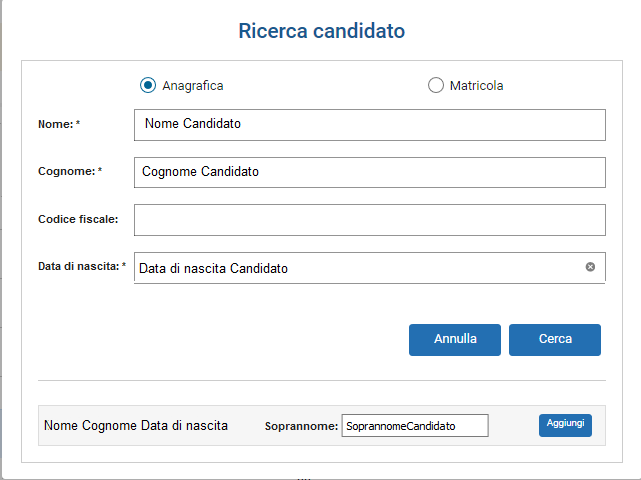 Ricerca candidato
Anagrafica Matricola
Nome: * Nome Candidato
Cognome: * Cognome Candidato
Codice fiscale:
Data di nascita: * Data di nascita Candidato
Annulla Cerca
Nome Cognome Data di nascita Soprannome: SoprannomeCandidato Aggiungi